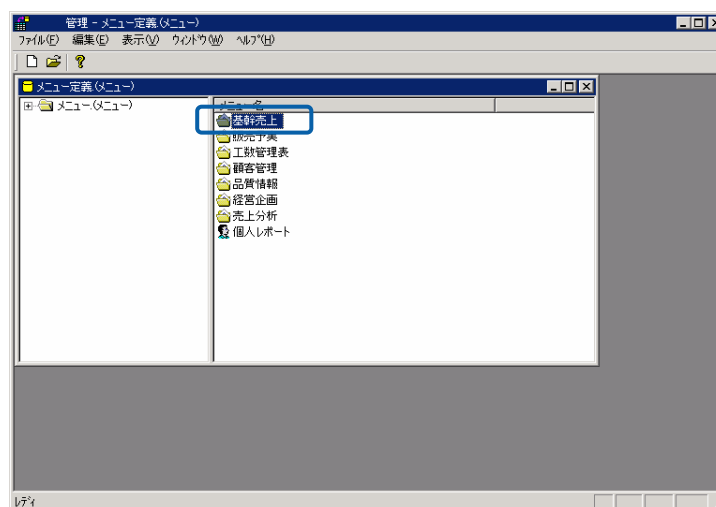 管理 - メニュー定義(メニュー)
ファイル(F) 編集(E) 表示(V) ウィンドウ(W) ヘルプ(H)
メニュー定義(メニュー)
メニュー.(メニュー)
メニュー名
基幹売上
販売予実
工数管理表
顧客管理
品質情報
経営企画
売上分析
個人レポート
レディ